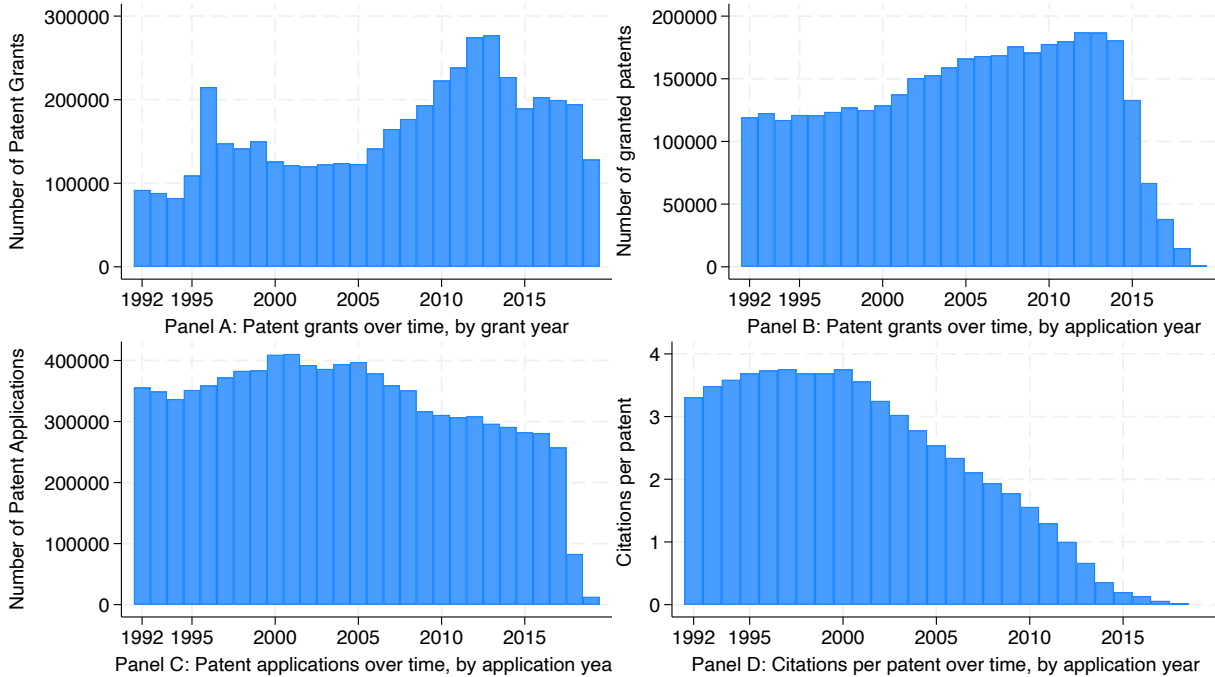 Number of Patent Grants
300000
200000
100000
0
1992 1995 2000 2005 2010 2015
Panel A: Patent grants over time, by grant year
Number of granted patents
200000
150000
100000
50000
0
1992 1995 2000 2005 2010 2015
Panel B: Patent grants over time, by application year
Number of Patent Applications
400000
300000
200000
100000
0
1992 1995 2000 2005 2010 2015
Panel C: Patent applications over time, by application yea
Citations per patent
4
3
2
1
0
1992 1995 2000 2005 2010 2015
Panel D: Citations per patent over time, by application year